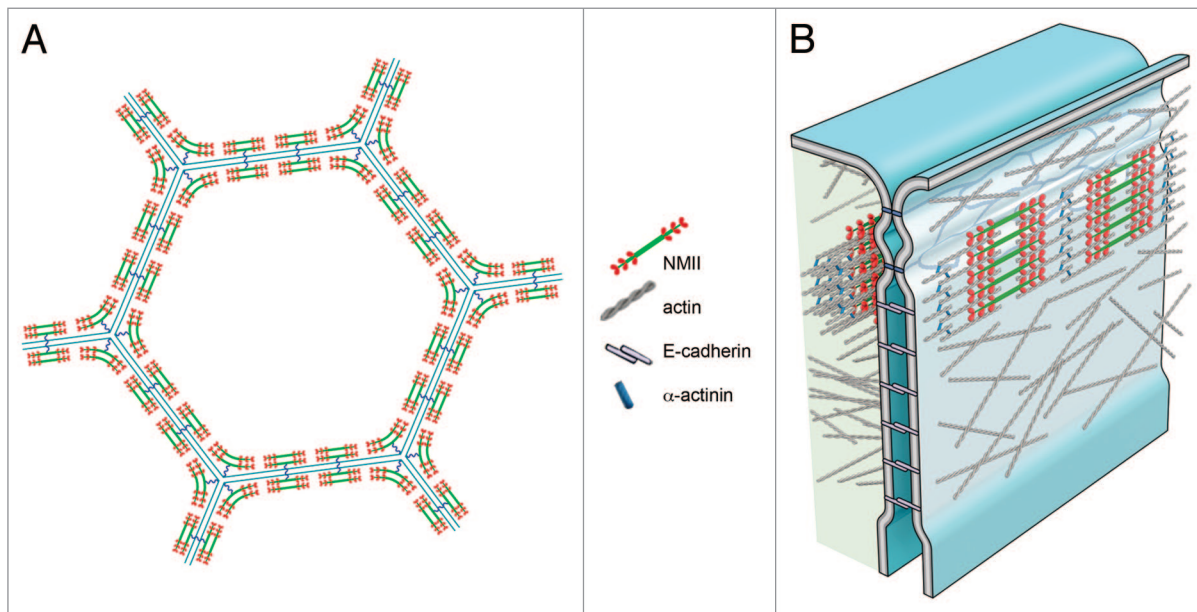 A
NMII
actin
E-cadherin
α-actinin
B